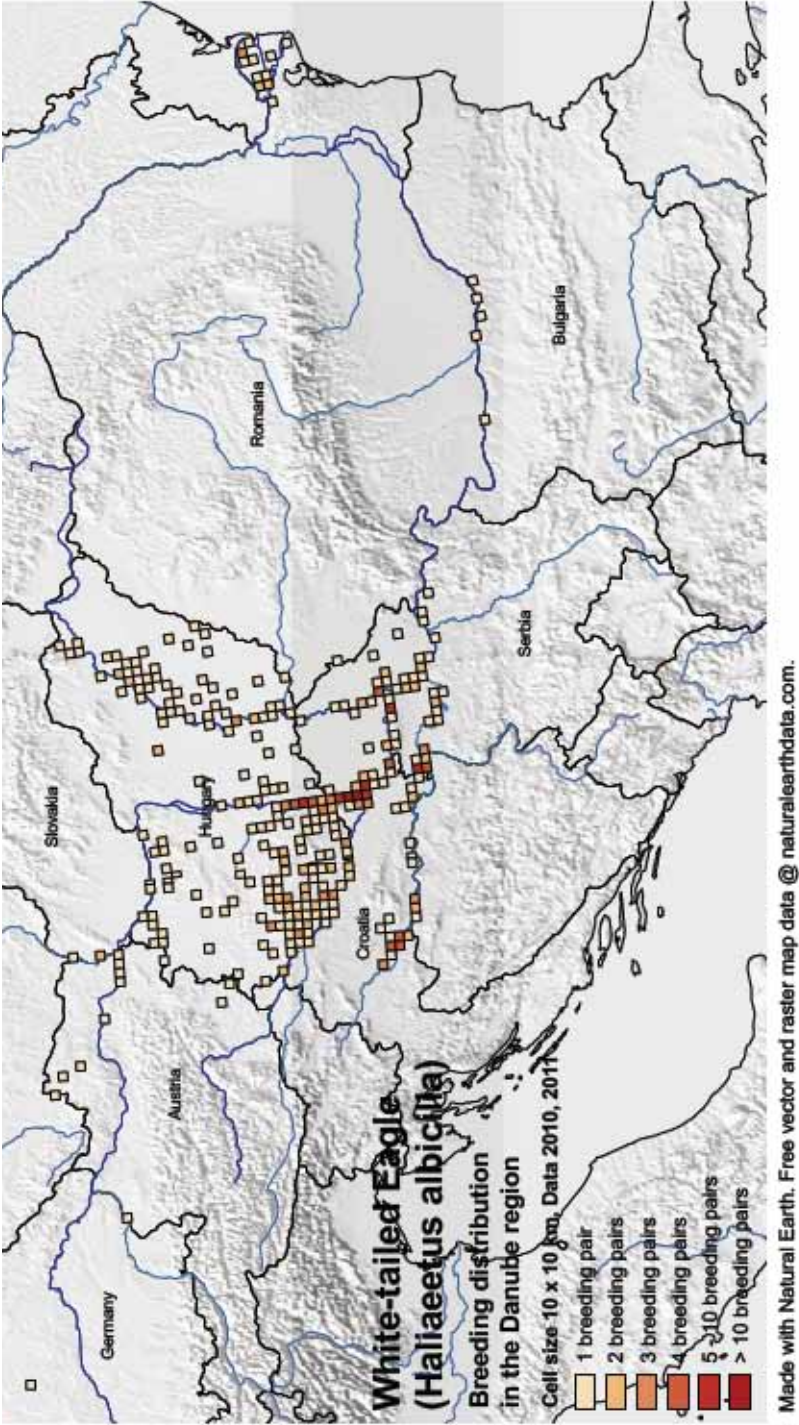 White-tailed Eagle
(Haliaeetus albicilla)
Breeding distribution
in the Danube region
Cell size 10 x 10 km, Data 2010, 2011
1 breeding pair
2 breeding pairs
3 breeding pairs
4 breeding pairs
5 -10 breeding pairs
> 10 breeding pairs
Germany
Austria
Slovakia
Hungary
Croatia
Romania
Serbia
Bulgaria
Made with Natural Earth. Free vector and raster map data @ naturalearthdata.com.